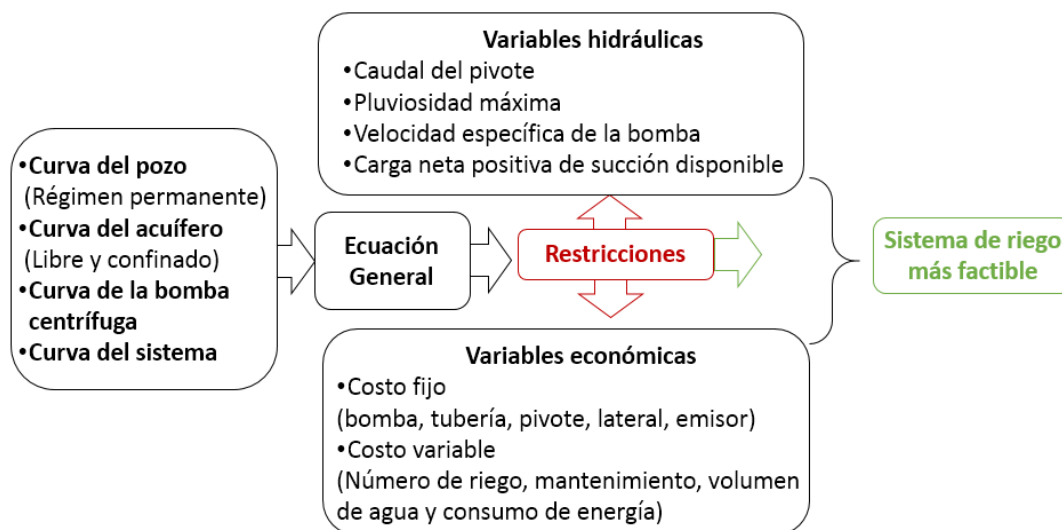 Variables hidráulicas
•Caudal del pivote
•Pluviosidad máxima
•Velocidad específica de la bomba
•Carga neta positiva de succión disponible
•Curva del pozo
(Régimen permanente)
•Curva del acuífero
(Libre y confinado)
•Curva de la bomba
centrífuga
•Curva del sistema
Ecuación
General
Restricciones
Sistema de riego
más factible
Variables económicas
•Costo fijo
(bomba, tubería, pivote, lateral, emisor)
•Costo variable
(Número de riego, mantenimiento, volumen
de agua y consumo de energía)